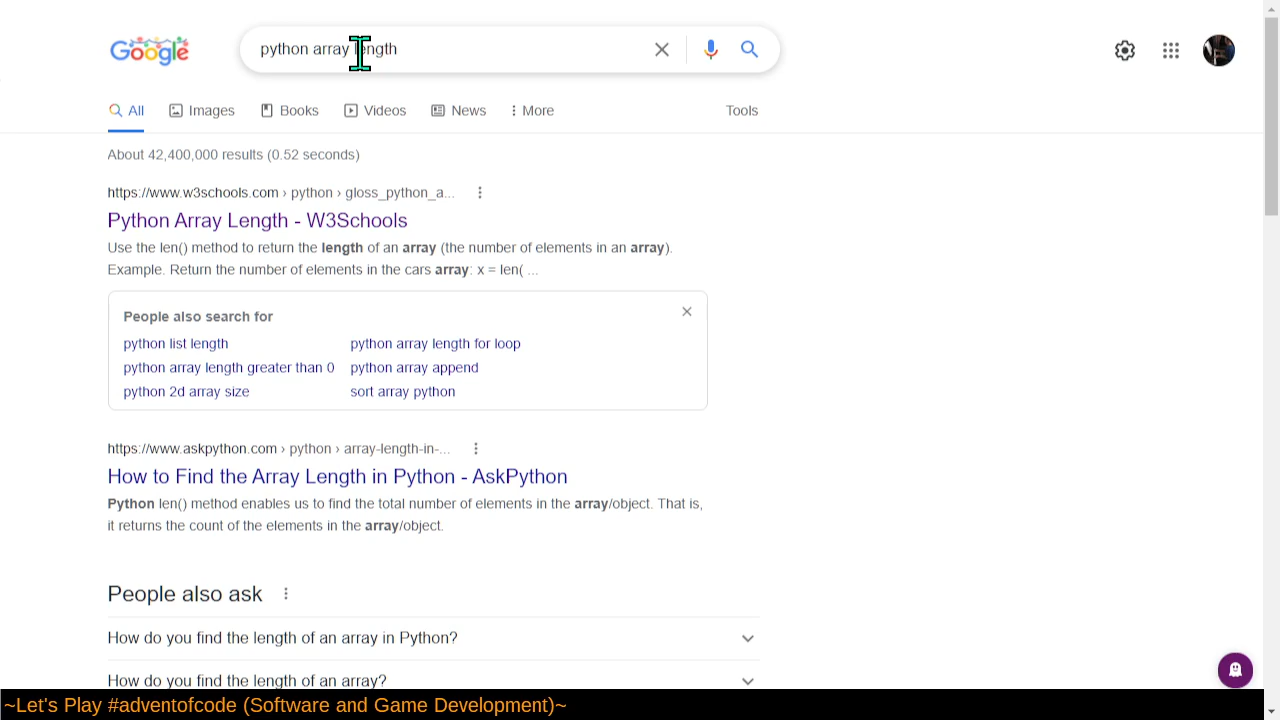 Google
python array length
All
Images
Books
Videos
News
More
Tools
About 42,400,000 results (0.52 seconds)
https://www.w3schools.com › python › gloss_python_a...
Python Array Length - W3Schools
Use the len() method to return the length of an array (the number of elements in an array).
Example. Return the number of elements in the cars array: x = len( ...
People also search for
python list length
python array length for loop
python array length greater than 0
python array append
python 2d array size
sort array python
https://www.askpython.com › python › array-length-in-...
How to Find the Array Length in Python - AskPython
Python len() method enables us to find the total number of elements in the array/object. That is,
it returns the count of the elements in the array/object.
People also ask
How do you find the length of an array in Python?
How do you find the length of an array?
~Let's Play #adventofcode (Software and Game Development)~